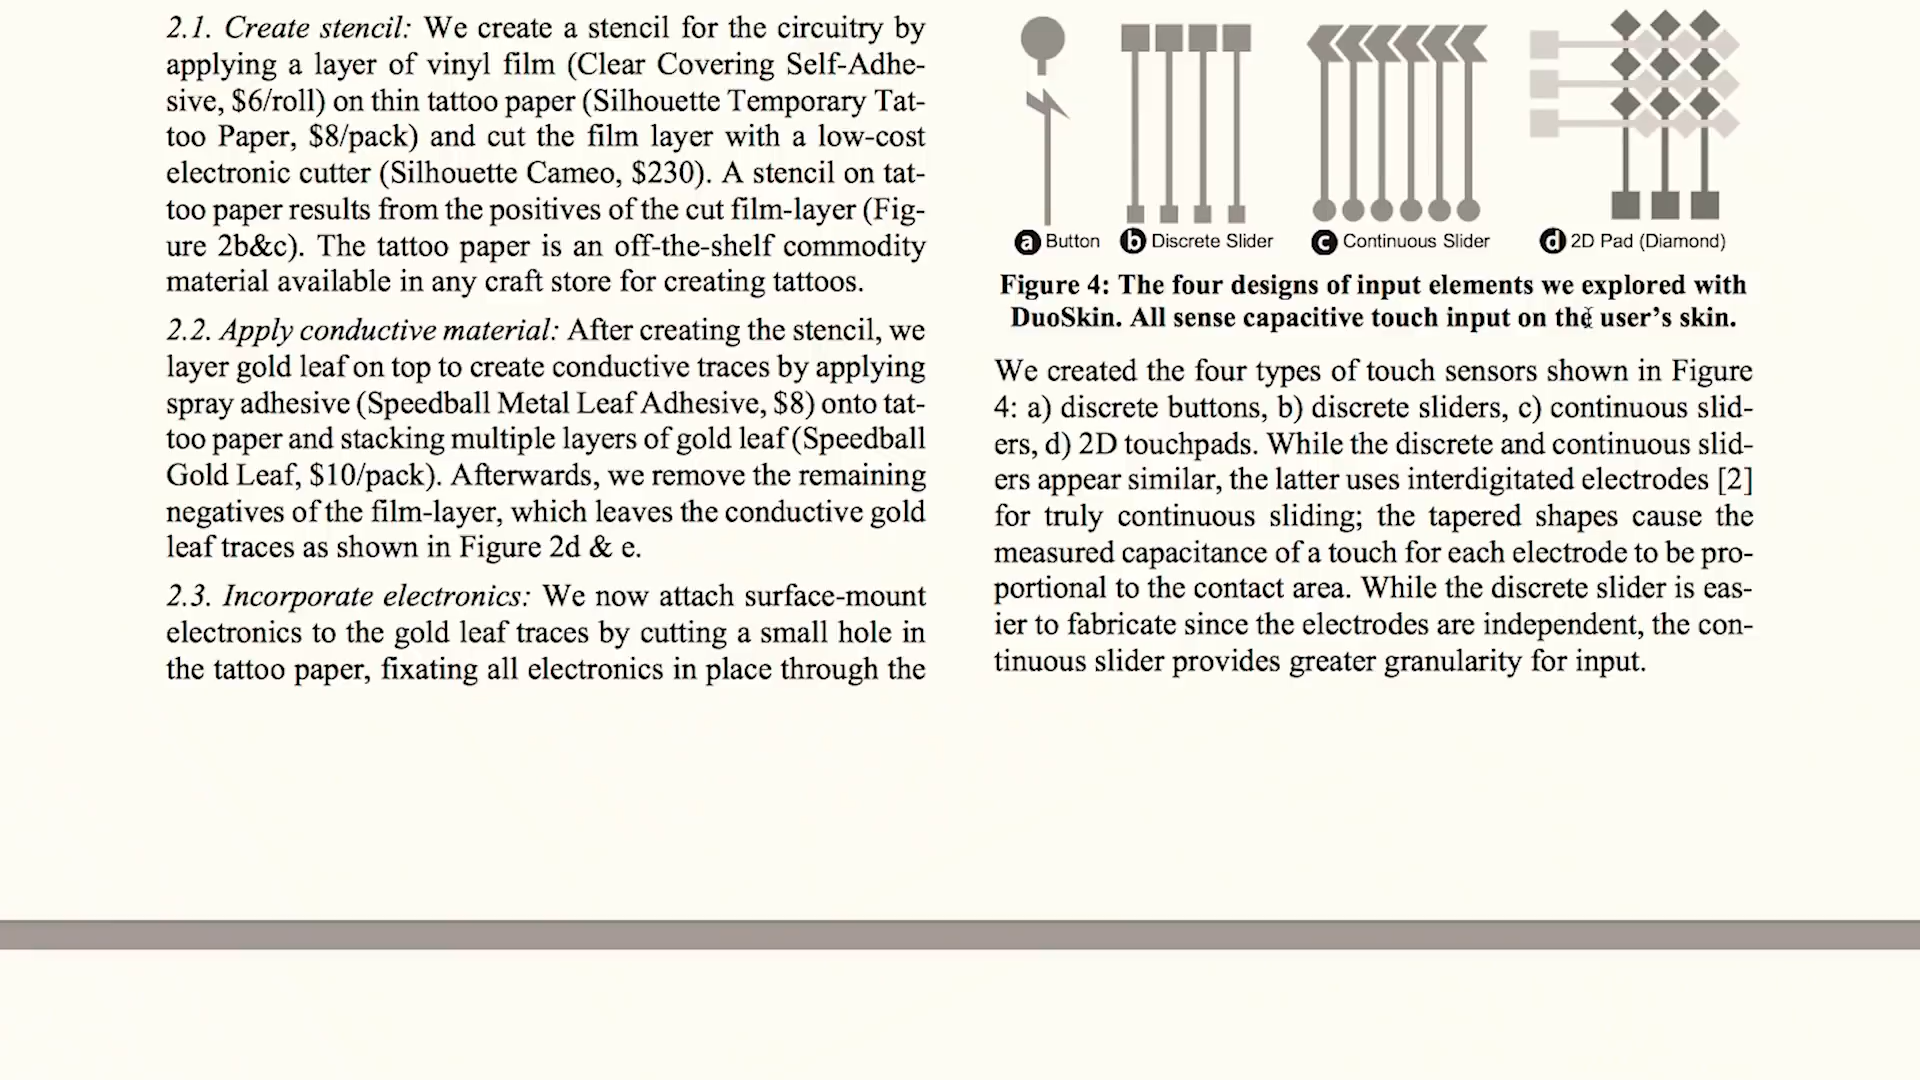 2.1. Create stencil: We create a stencil for the circuitry by
applying a layer of vinyl film (Clear Covering Self-Adhe-
sive, $6/roll) on thin tattoo paper (Silhouette Temporary Tat-
too Paper, $8/pack) and cut the film layer with a low-cost
electronic cutter (Silhouette Cameo, $230). A stencil on tat-
too paper results from the positives of the cut film-layer (Fig-
ure 2b&c). The tattoo paper is an off-the-shelf commodity
material available in any craft store for creating tattoos.
2.2. Apply conductive material: After creating the stencil, we
layer gold leaf on top to create conductive traces by applying
spray adhesive (Speedball Metal Leaf Adhesive, $8) onto tat-
too paper and stacking multiple layers of gold leaf (Speedball
Gold Leaf, $10/pack). Afterwards, we remove the remaining
negatives of the film-layer, which leaves the conductive gold
leaf traces as shown in Figure 2d & e.
2.3. Incorporate electronics: We now attach surface-mount
electronics to the gold leaf traces by cutting a small hole in
the tattoo paper, fixating all electronics in place through the
a Button b Discrete Slider c Continuous Slider d 2D Pad (Diamond)
Figure 4: The four designs of input elements we explored with
DuoSkin. All sense capacitive touch input on the user's skin.
We created the four types of touch sensors shown in Figure
4: a) discrete buttons, b) discrete sliders, c) continuous slid-
ers, d) 2D touchpads. While the discrete and continuous slid-
ers appear similar, the latter uses interdigitated electrodes [2]
for truly continuous sliding; the tapered shapes cause the
measured capacitance of a touch for each electrode to be pro-
portional to the contact area. While the discrete slider is eas-
ier to fabricate since the electrodes are independent, the con-
tinuous slider provides greater granularity for input.